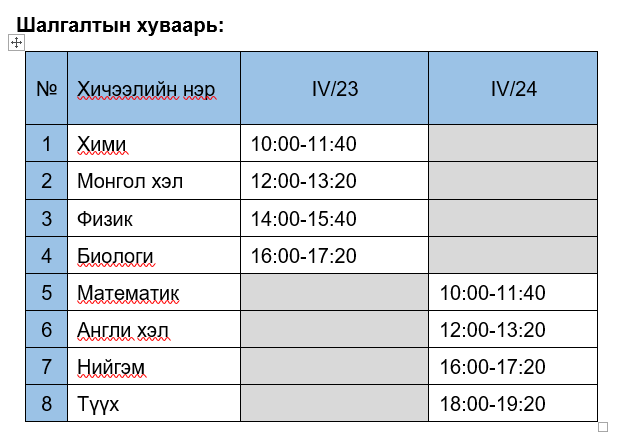 Шалгалтын хуваарь:
№ Хичээлийн нэр IV/23 IV/24
1 Хими 10:00-11:40
2 Монгол хэл 12:00-13:20
3 Физик 14:00-15:40
4 Биологи 16:00-17:20
5 Математик 10:00-11:40
6 Англи хэл 12:00-13:20
7 Нийгэм 16:00-17:20
8 Түүх 18:00-19:20